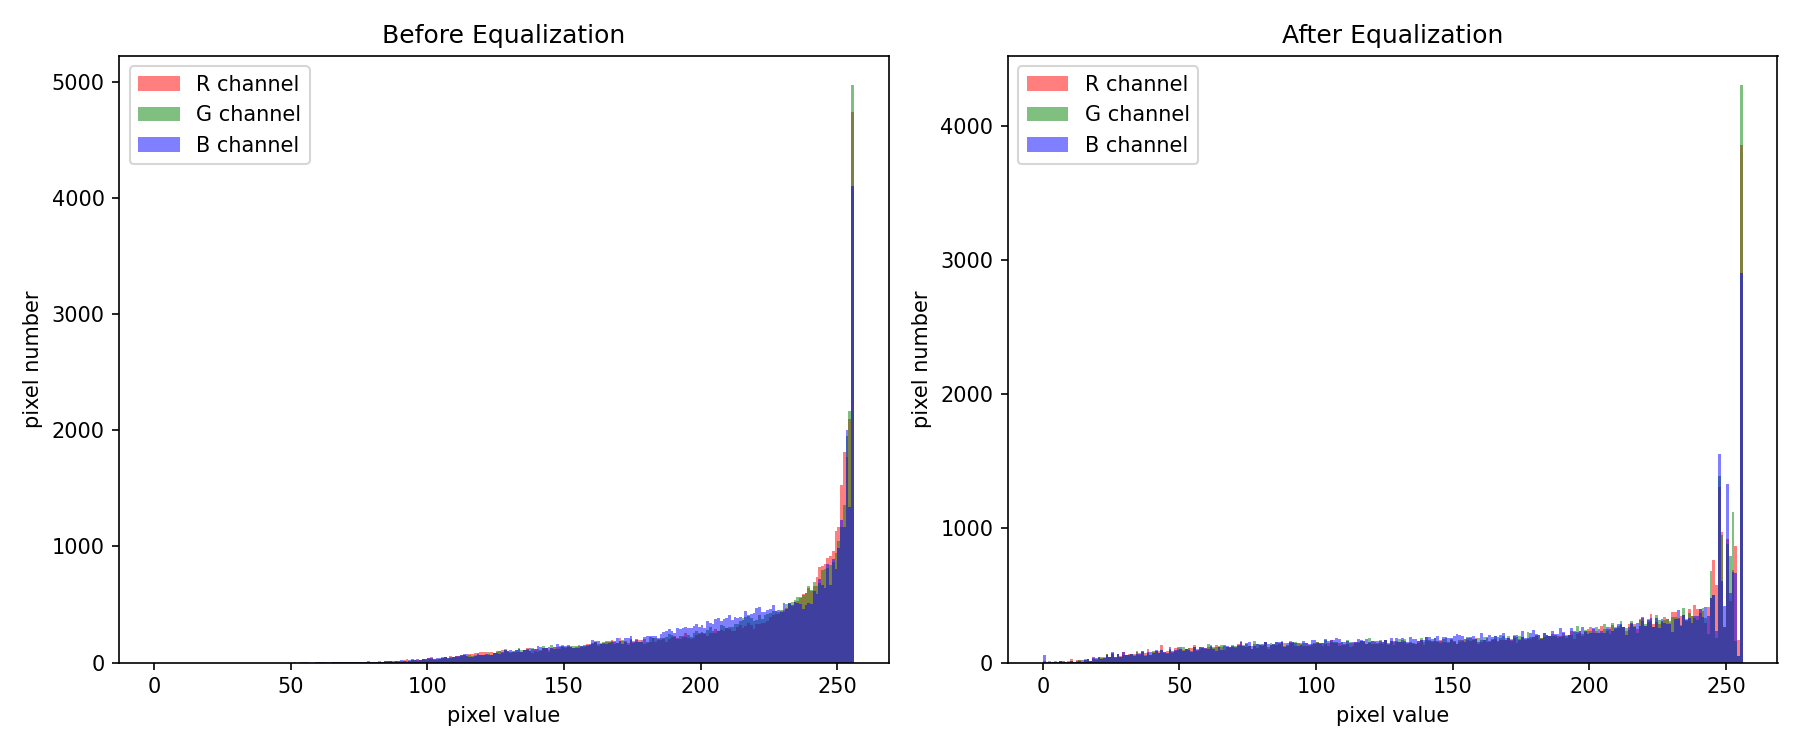 Before Equalization
R channel
G channel
B channel
5000
4000
3000
2000
1000
0
pixel number
0 50 100 150 200 250
pixel value
After Equalization
R channel
G channel
B channel
4000
3000
2000
1000
0
pixel number
0 50 100 150 200 250
pixel value